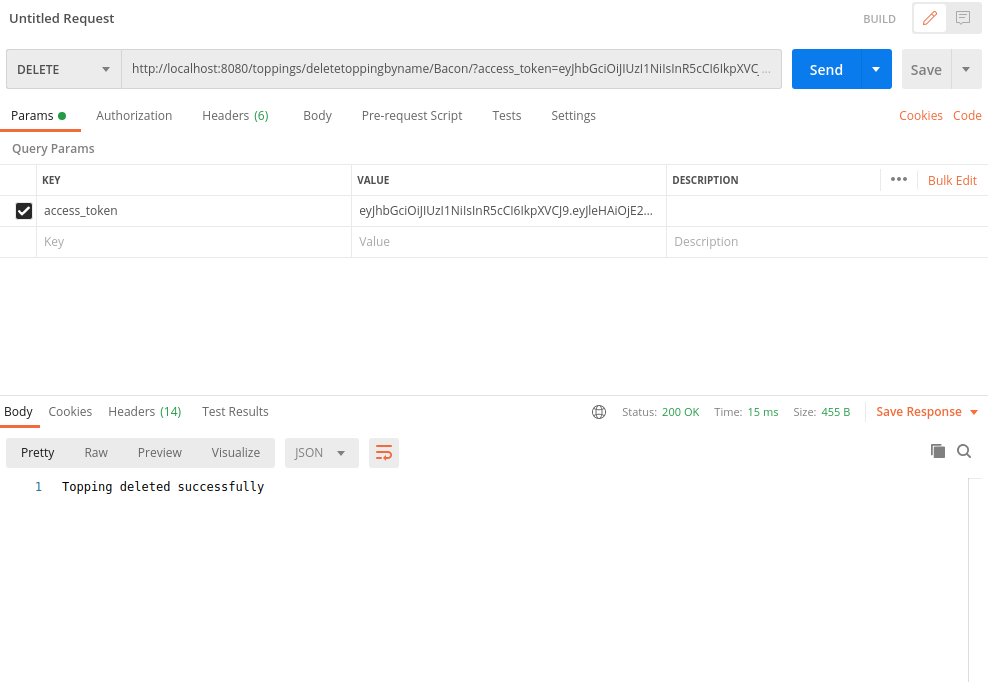 Untitled Request BUILD
DELETE http://localhost:8080/toppings/deletetoppingbyname/Bacon/?access_token=eyJhbGciOiJIUzI1NiIsInR5cCI6IkpXVCJ ... Send Save
Params Authorization Headers (6) Body Pre-request Script Tests Settings Cookies Code
Query Params
KEY VALUE DESCRIPTION ••• Bulk Edit
access_token eyJhbGciOiJIUzI1NiIsInR5cCI6IkpXVCJ9.eyJleHAiOjE2...
Key Value Description
Body Cookies Headers (14) Test Results Status: 200 OK Time: 15 ms Size: 455 B Save Response
Pretty Raw Preview Visualize JSON
1 Topping deleted successfully